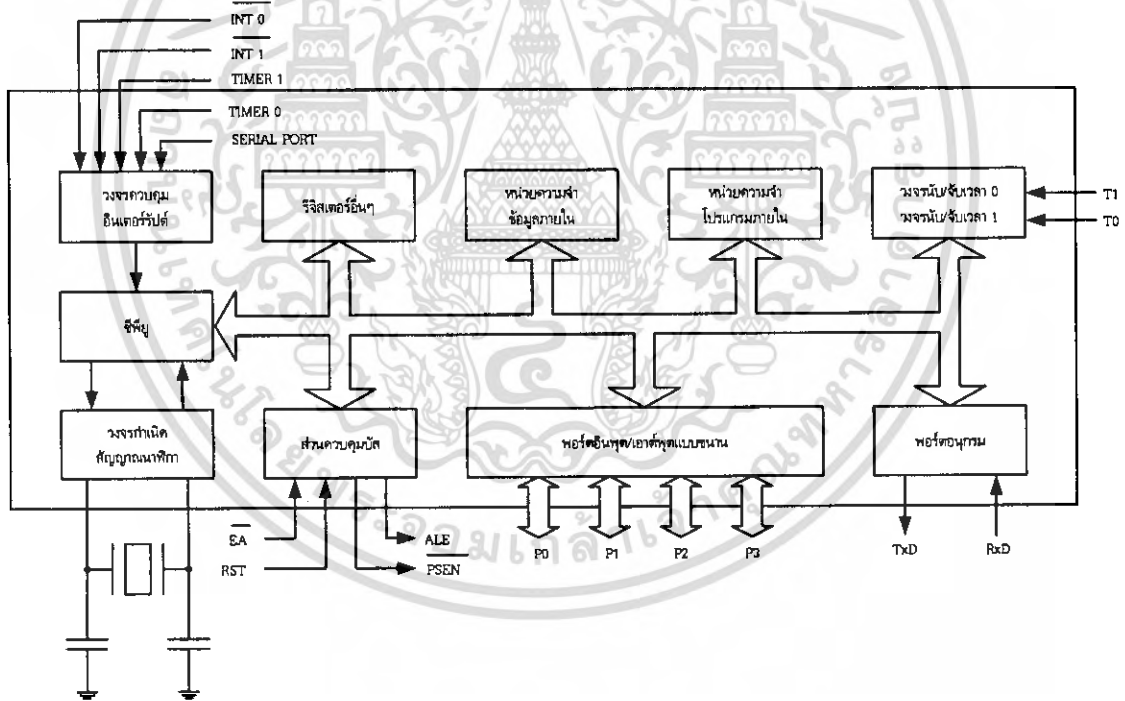 INT 0
INT 1
TIMER 1
TIMER 0
SERIAL PORT
วงจรควบคุม
อินเตอร์รัปต์
รีจิสเตอร์อื่นๆ
หน่วยความจำ
ข้อมูลภายใน
หน่วยความจำ
โปรแกรมภายใน
วงจรนับ/จับเวลา 0
วงจรนับ/จับเวลา 1
T1
T0
ซีพียู
วงจรกำเนิด
สัญญาณนาฬิกา
ส่วนควบคุมบัส
พอร์ตอินพุต/เอาต์พุตแบบขนาน
พอร์ตอนุกรม
EA
RST
ALE
PSEN
P0
P1
P2
P3
TxD
RxD